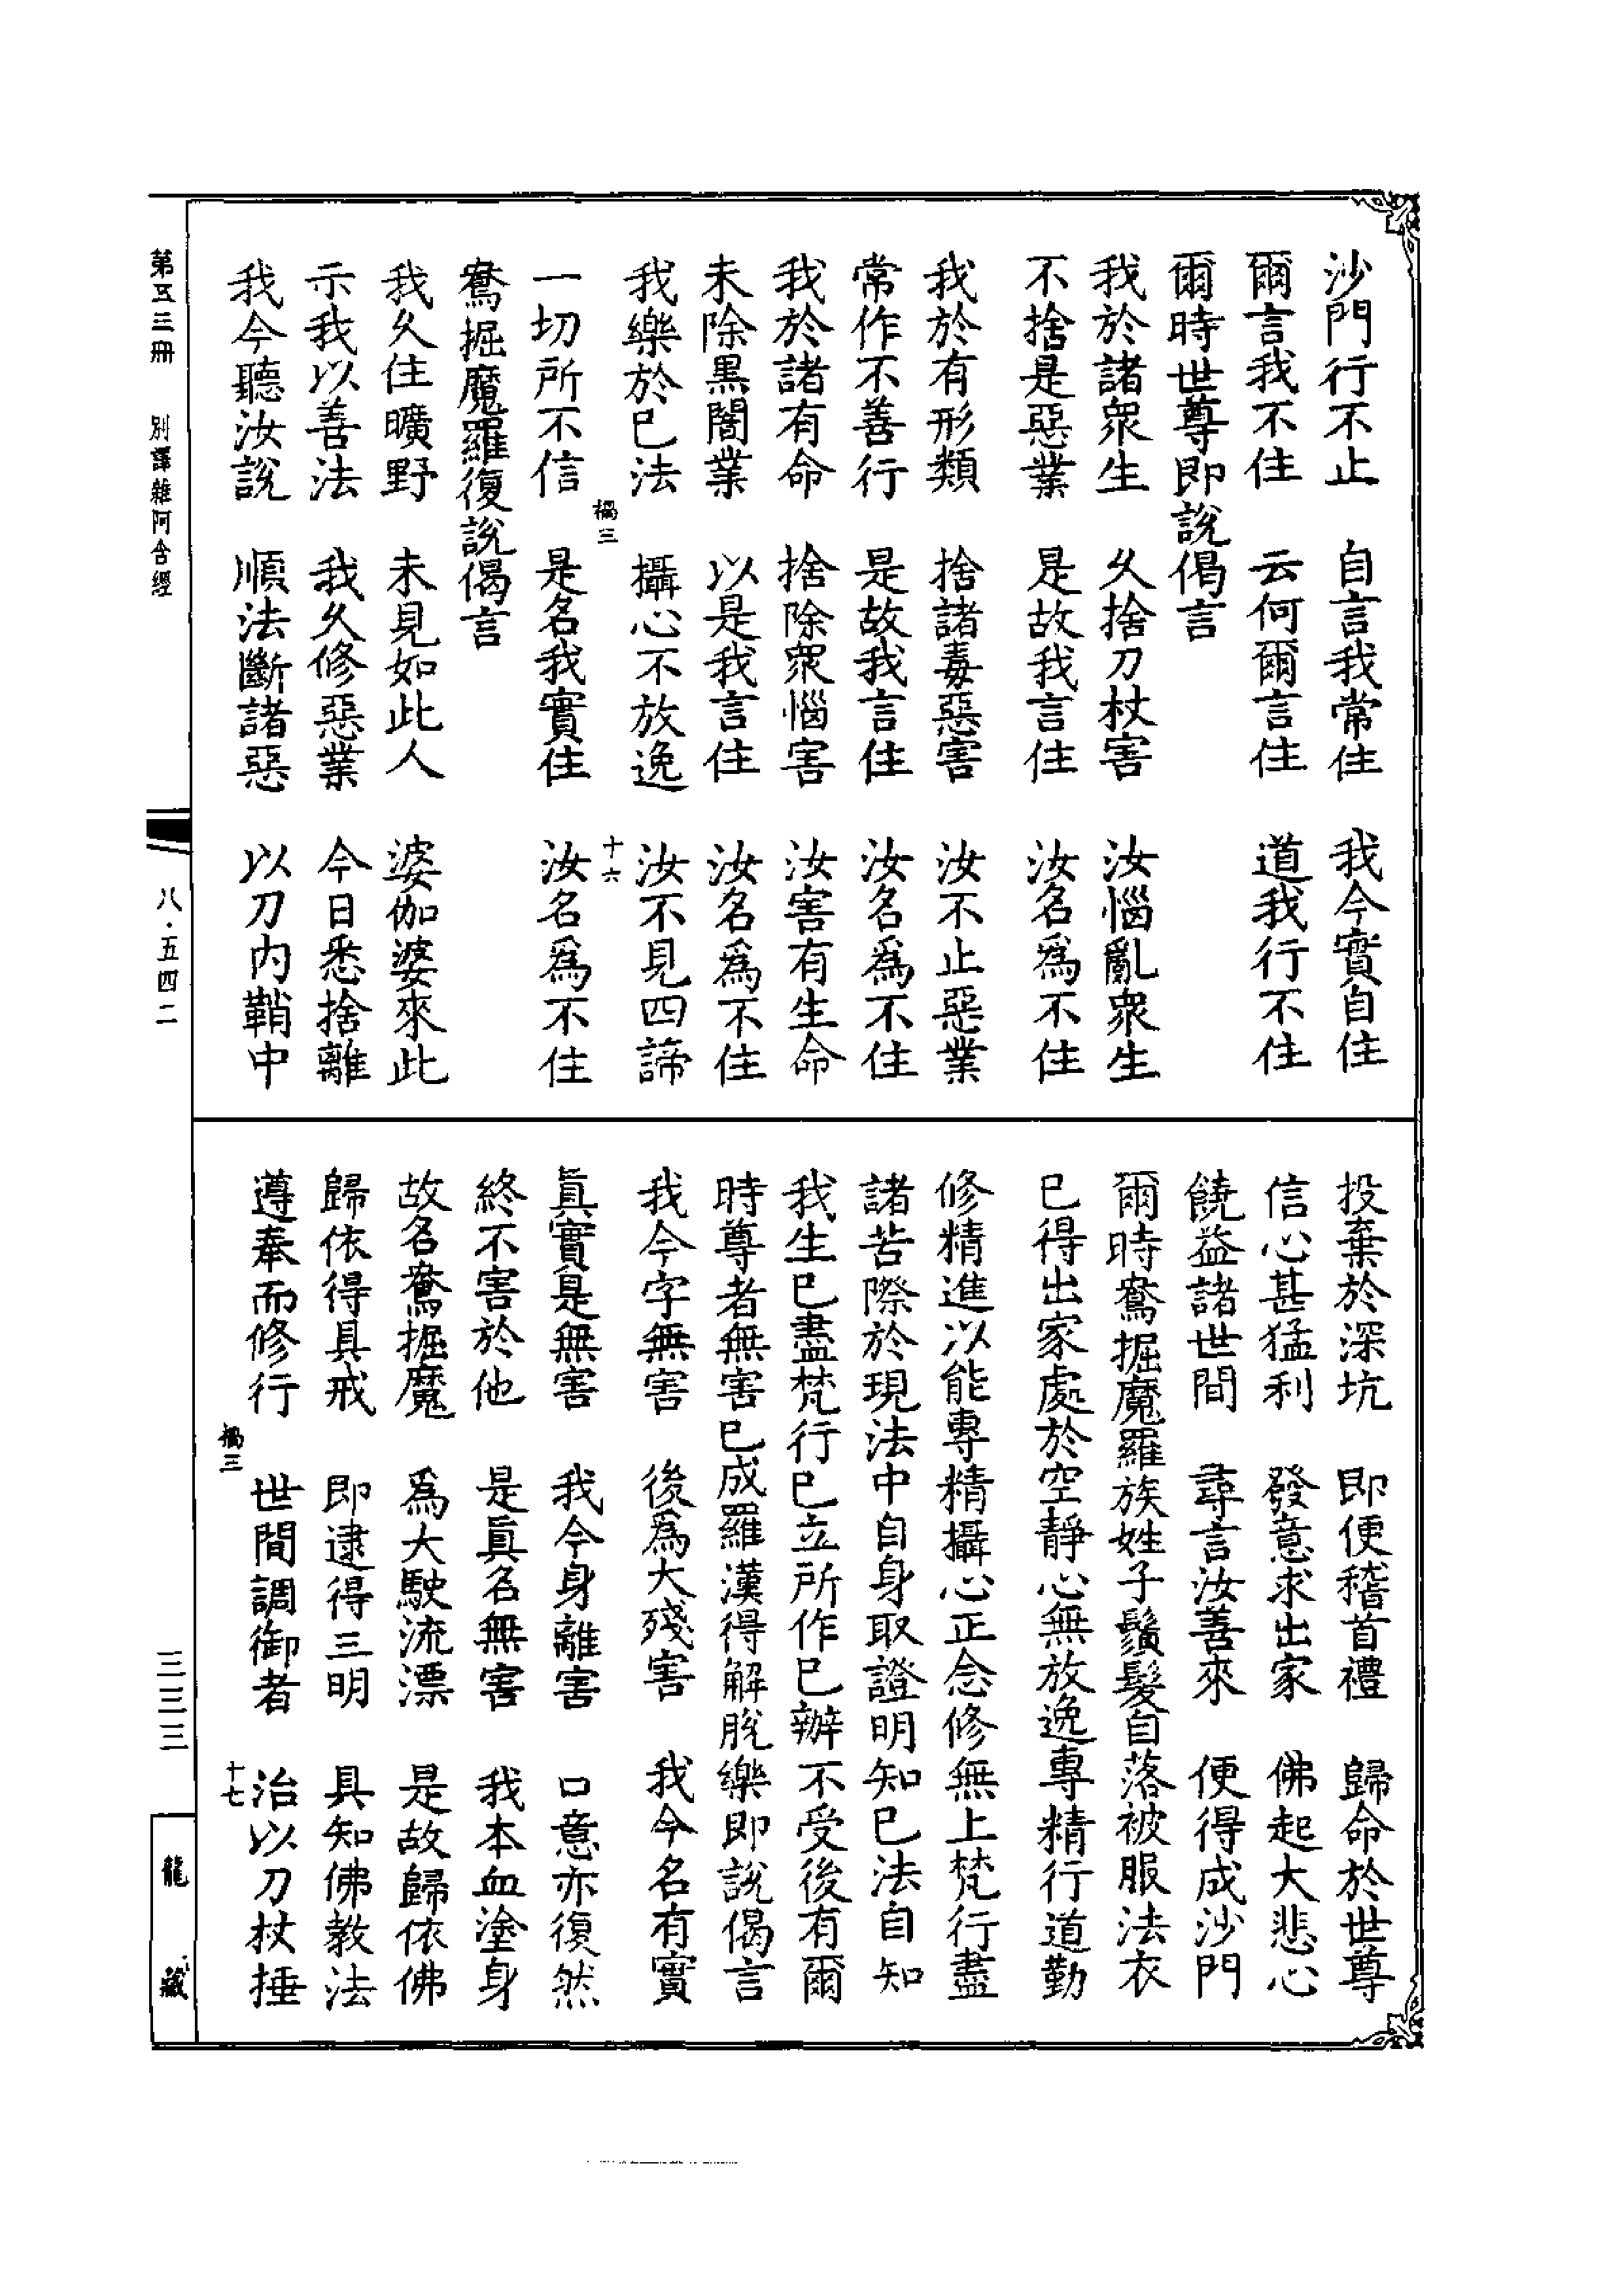 沙門行不止　自言我常住　我今實自住
爾言我不住　云何爾言住　道我行不住
爾時世尊即說偈言
我於諸衆生　久捨刀杖害　汝惱亂衆生
不捨是惡業　是故我言住　汝名爲不住
我於有形類　捨諸毒惡害　汝不止惡業
常作不善行　是故我言住　汝名爲不住
我於諸有命　捨除衆惱害　汝害有生命
未除黑闇業　以是我言住　汝名爲不住
我樂於已法　攝心不放逸　汝不見四諦
楊三　十六
一切所不信　是名我實住　汝名爲不住
鴦掘魔羅復說偈言
我久住曠野　未見如此人　婆伽婆來此
示我以善法　我久修惡業　今日悉捨離
我今聽汝說　順法斷諸惡　以刀內鞘中
投棄於深坑　即便稽首禮　歸命於世尊
信心甚猛利　發意求出家　佛起大悲心
饒益諸世間　尋言汝善來　便得成沙門
爾時鴦掘魔羅族姓子鬚髮自落被服法衣
已得出家處於空靜心無放逸專精行道勤
修精進以能專精攝心正念修無上梵行盡
諸苦際於現法中自身取證明知已法自知
我生已盡梵行已立所作已辦不受後有爾
時尊者無害已成羅漢得解脫樂即說偈言
我今字無害　後爲大殘害　我今名有實
眞實是無害　我今身離害　口意亦復然
終不害於他　是眞名無害　我本血塗身
故名鴦掘魔　爲大駛流漂　是故歸依佛
歸依得具戒　即逮得三明　具知佛教法
遵奉而修行　世間調御者　治以刀杖捶
楊三　十七
第五三冊　別譯雜阿含經　八·五四二　三三三　龍藏